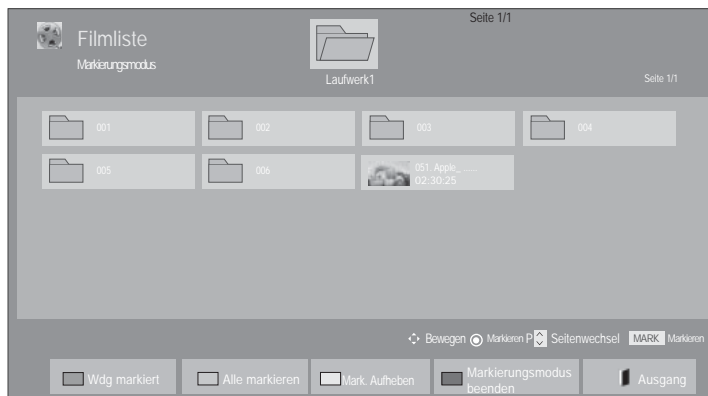 Seite 1/1
Filmliste
Markierungsmodus
Laufwerk1
Seite 1/1
001
002
003
004
005
006
051. Apple_ .....
02:30:25
Bewegen Markieren P Seitenwechsel MARK Markieren
Wdg markiert
Alle markieren
Mark. Aufheben
Markierungsmodus
beenden
Ausgang